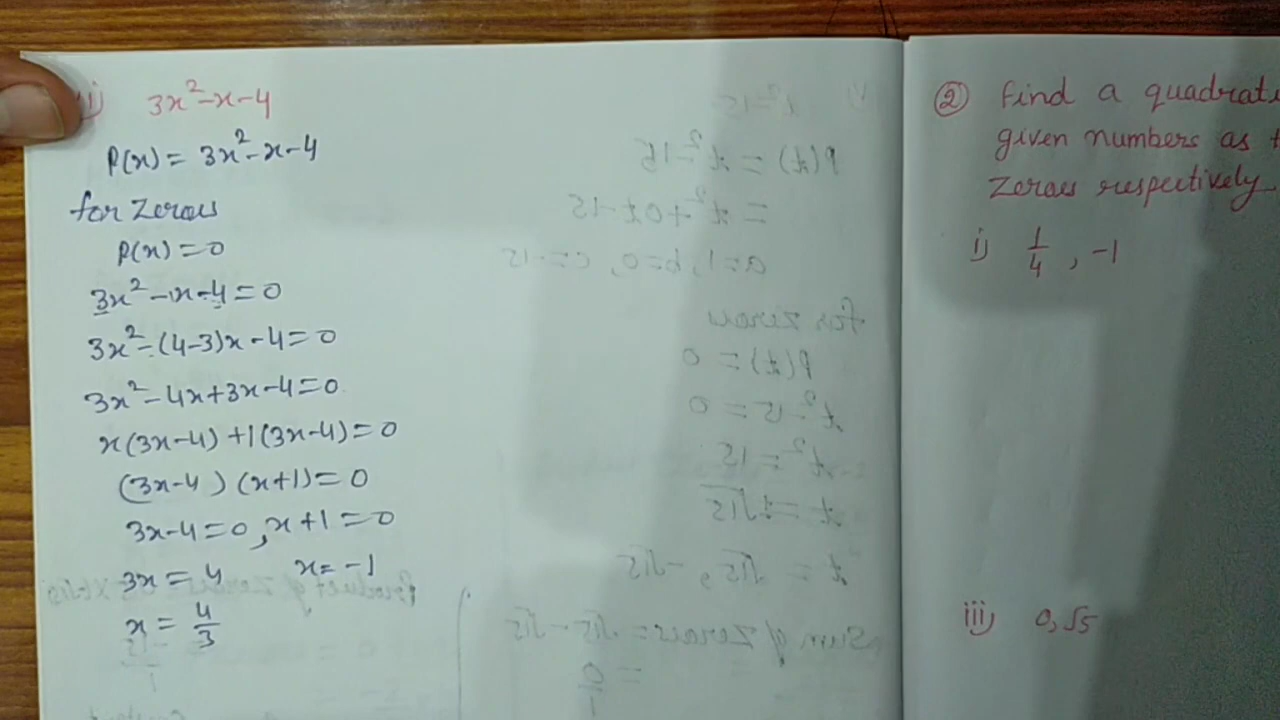 3x²-x-4
P(x) = 3x²-x-4
for zeroes
P(x) = 0
3x²-x-4=0
3x²-(4-3)x-4=0
3x²-4x+3x-4=0
x(3x-4)+1(3x-4)=0
(3x-4)(x+1)=0
3x-4=0, x+1=0
3x = 4 x = -1
x = 4/3
② Find a quadrati
given numbers as t
zeroes respectively.
i) 1/4, -1
iii) 0, √5